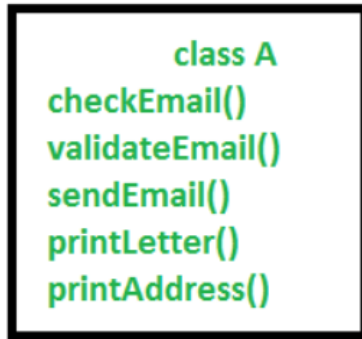 class A
checkEmail()
validateEmail()
sendEmail()
printLetter()
printAddress()